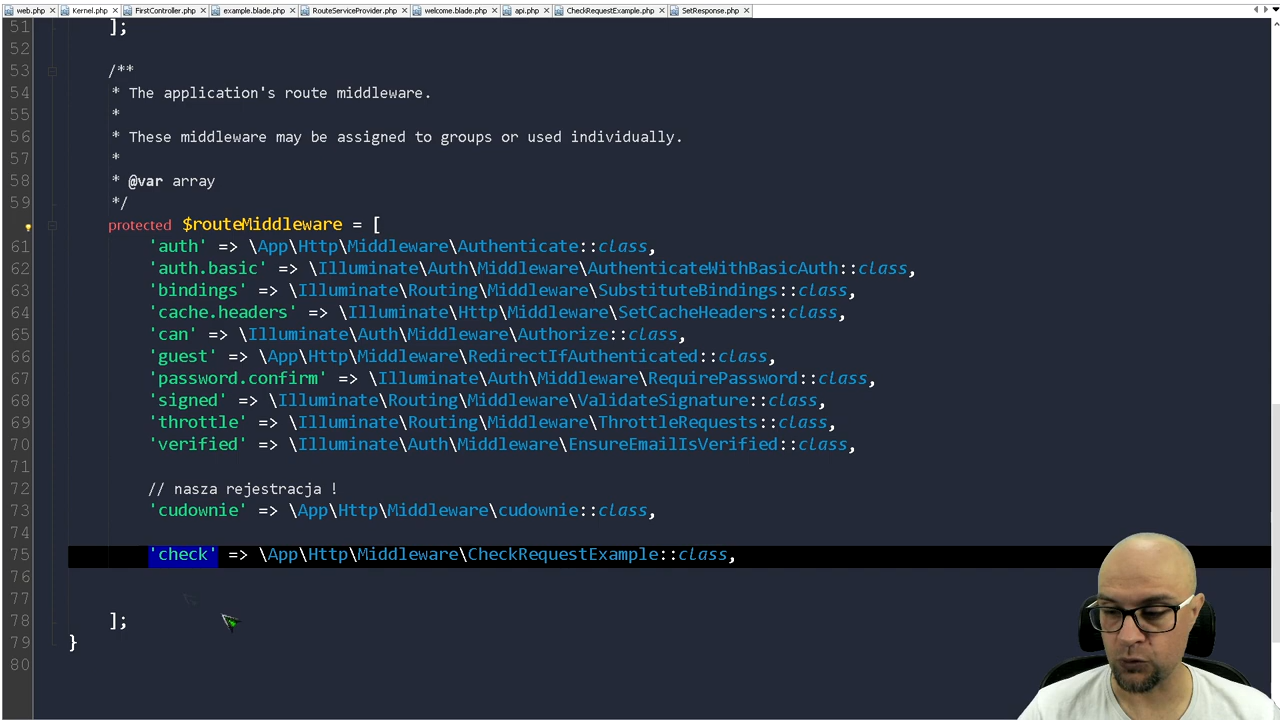 web.php Kernel.php FirstController.php example.blade.php RouteServiceProvider.php welcome.blade.php api.php CheckRequestExample.php SetResponse.php
51 ];
52
53 /**
54 * The application's route middleware.
55 *
56 * These middleware may be assigned to groups or used individually.
57 *
58 * @var array
59 */
protected $routeMiddleware = [
61 'auth' => \App\Http\Middleware\Authenticate::class,
62 'auth.basic' => \Illuminate\Auth\Middleware\AuthenticateWithBasicAuth::class,
63 'bindings' => \Illuminate\Routing\Middleware\SubstituteBindings::class,
64 'cache.headers' => \Illuminate\Http\Middleware\SetCacheHeaders::class,
65 'can' => \Illuminate\Auth\Middleware\Authorize::class,
66 'guest' => \App\Http\Middleware\RedirectIfAuthenticated::class,
67 'password.confirm' => \Illuminate\Auth\Middleware\RequirePassword::class,
68 'signed' => \Illuminate\Routing\Middleware\ValidateSignature::class,
69 'throttle' => \Illuminate\Routing\Middleware\ThrottleRequests::class,
70 'verified' => \Illuminate\Auth\Middleware\EnsureEmailIsVerified::class,
71
72 // nasza rejestracja !
73 'cudownie' => \App\Http\Middleware\cudownie::class,
74
75 'check' => \App\Http\Middleware\CheckRequestExample::class,
76
77
78 ];
79 }
80